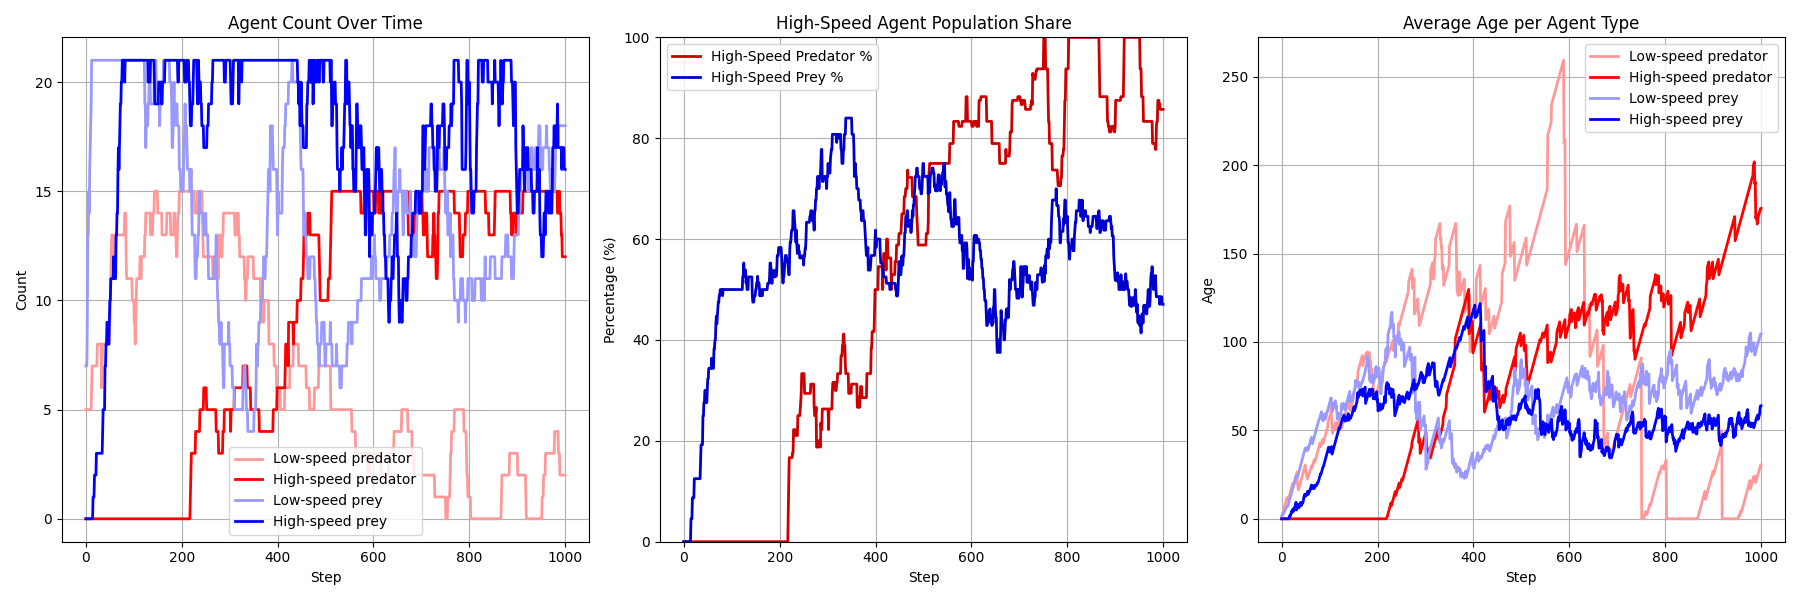 Agent Count Over Time
Count
20
15
10
5
0
0
200
400
600
800
1000
Step
Low-speed predator
High-speed predator
Low-speed prey
High-speed prey
High-Speed Agent Population Share
Percentage (%)
100
80
60
40
20
0
0
200
400
600
800
1000
Step
High-Speed Predator %
High-Speed Prey %
Average Age per Agent Type
Age
250
200
150
100
50
0
0
200
400
600
800
1000
Step
Low-speed predator
High-speed predator
Low-speed prey
High-speed prey